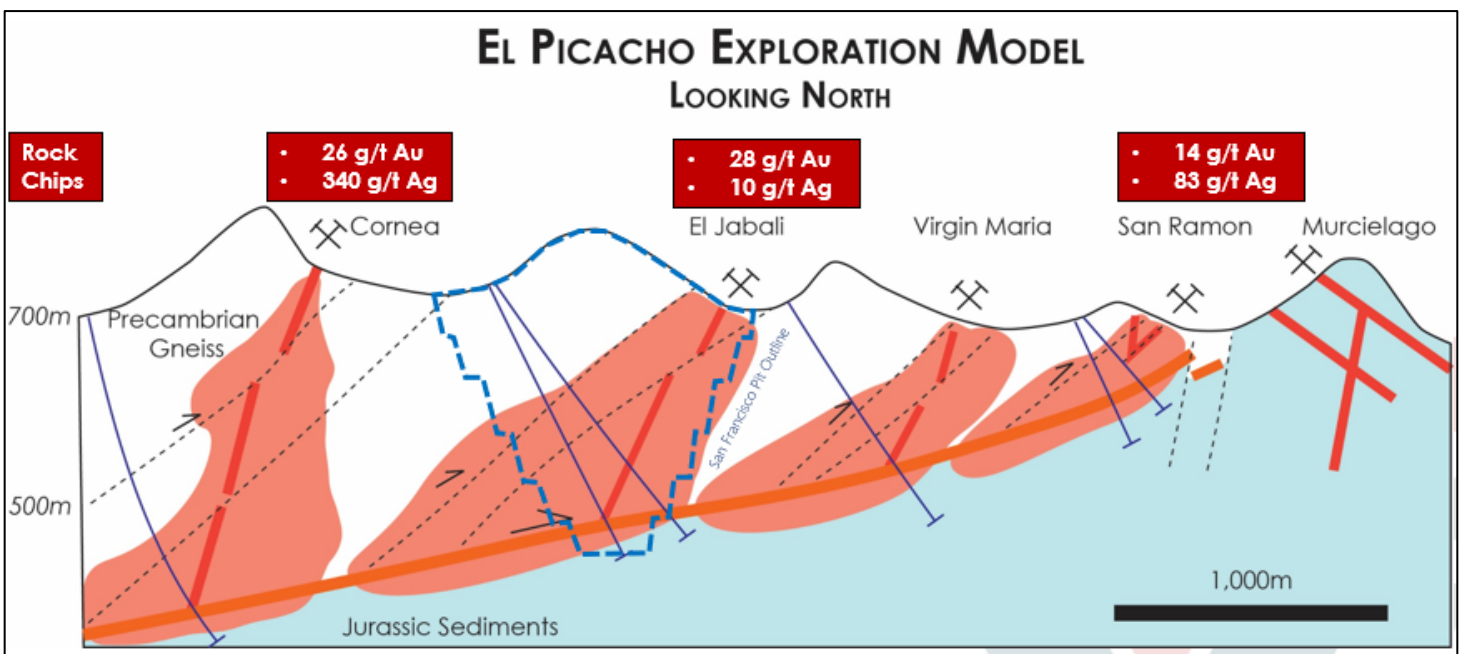 EL PICACHO EXPLORATION MODEL
LOOKING NORTH
Rock
Chips
• 26 g/t Au
• 340 g/t Ag
• 28 g/t Au
• 10 g/t Ag
• 14 g/t Au
• 83 g/t Ag
Cornea
El Jabali
Virgin Maria
San Ramon
Murcielago
700m
Precambrian
Gneiss
San Francisco Pit Outline
500m
1,000m
Jurassic Sediments